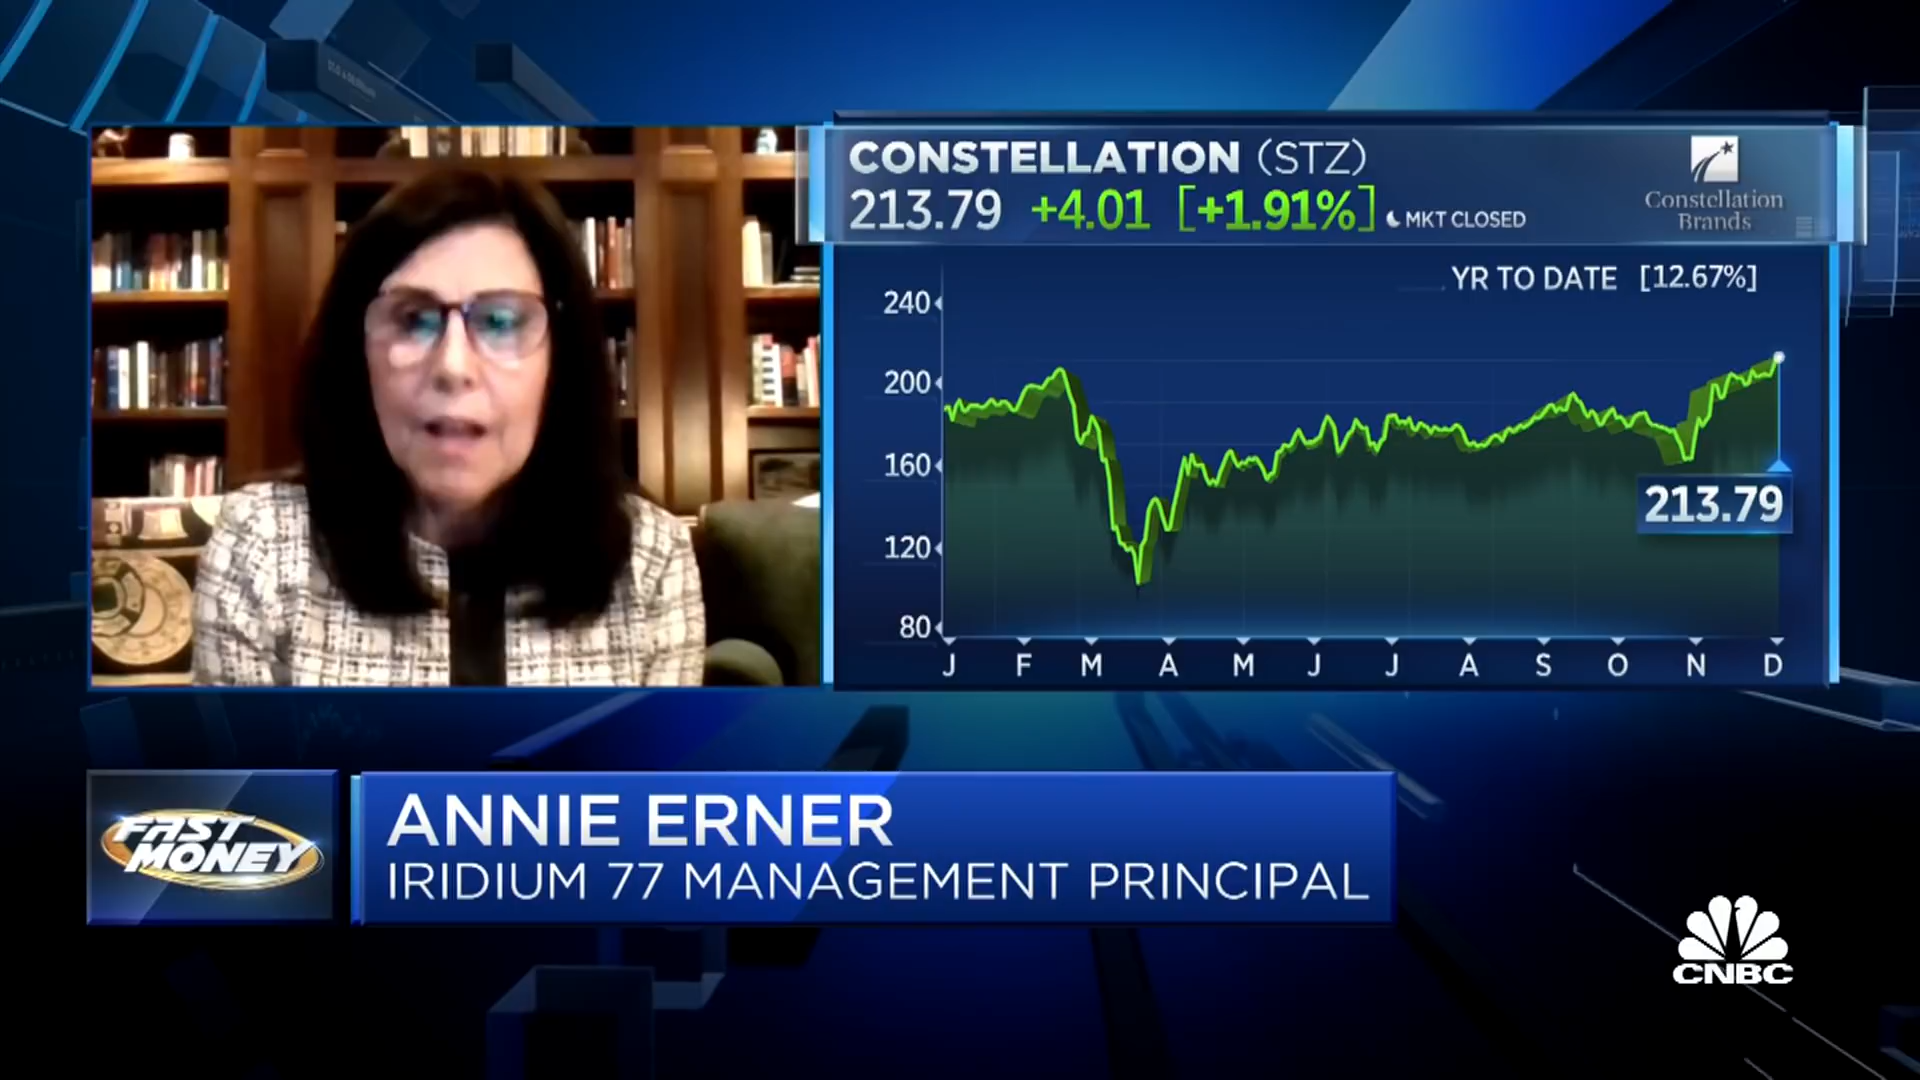 CONSTELLATION (STZ)
213.79 +4.01 [+1.91%] MKT CLOSED
Constellation
Brands
YR TO DATE [12.67%]
240
200
160
120
80
213.79
J F M A M J J A S O N D
FAST
MONEY
ANNIE ERNER
IRIDIUM 77 MANAGEMENT PRINCIPAL
CNBC